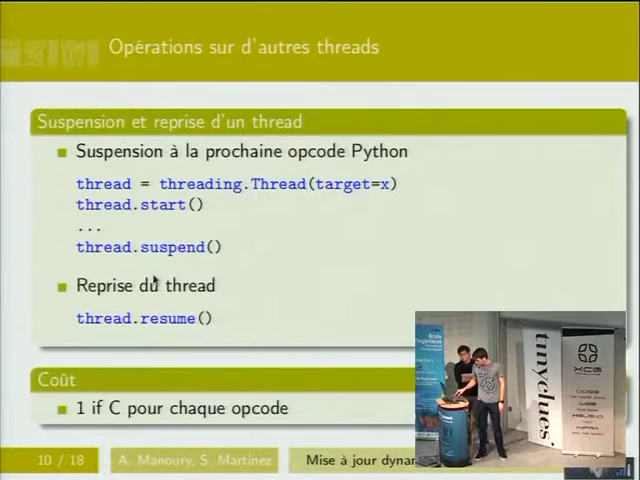 Opérations sur d'autres threads
Suspension et reprise d'un thread
Suspension à la prochaine opcode Python
thread = threading.Thread(target=x)
thread.start()
...
thread.suspend()
Reprise du thread
thread.resume()
Coût
1 if C pour chaque opcode
10 / 18
A. Manoury, S. Martinez
Mise à jour dynam
tinyclues
XCG